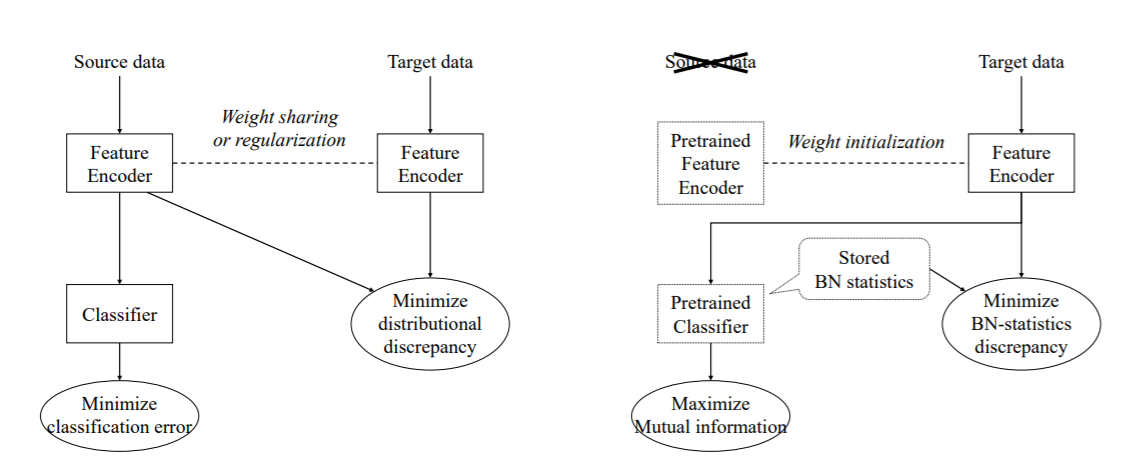 Source data
Target data
Weight sharing
or regularization
Feature
Encoder
Feature
Encoder
Classifier
Minimize
distributional
discrepancy
Minimize
classification error
Source data
Target data
Pretrained
Feature
Encoder
Weight initialization
Feature
Encoder
Stored
BN statistics
Pretrained
Classifier
Minimize
BN-statistics
discrepancy
Maximize
Mutual information